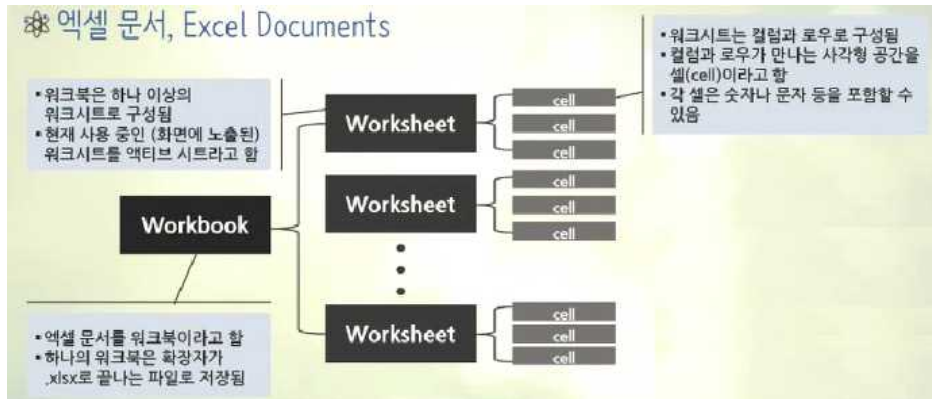 엑셀 문서, Excel Documents
▪ 워크북은 하나 이상의
워크시트로 구성됨
▪ 현재 사용 중인 (화면에 노출된)
워크시트를 액티브 시트라고 함
▪ 워크시트는 컬럼과 로우로 구성됨
▪ 컬럼과 로우가 만나는 사각형 공간을
셀(cell)이라고 함
▪ 각 셀은 숫자나 문자 등을 포함할 수
있음
Workbook
Worksheet
cell
cell
cell
Worksheet
cell
cell
cell
Worksheet
cell
cell
cell
▪ 엑셀 문서를 워크북이라고 함
▪ 하나의 워크북은 확장자가
.xlsx로 끝나는 파일로 저장됨